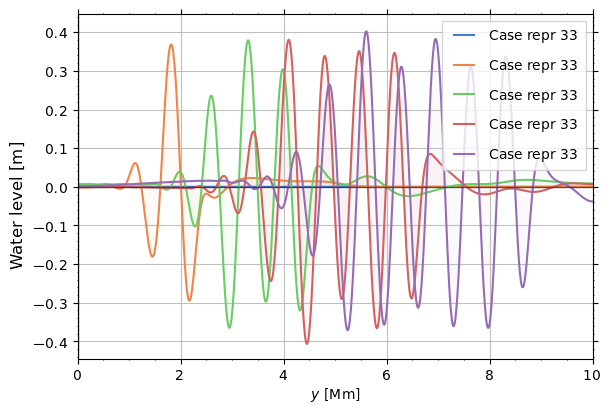 Water level [m]
0.4
0.3
0.2
0.1
0.0
−0.1
−0.2
−0.3
−0.4
Case repr 33
Case repr 33
Case repr 33
Case repr 33
Case repr 33
0 2 4 6 8 10
y [Mm]